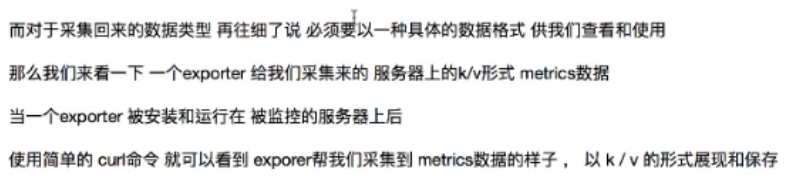 而对于采集回来的数据类型 再往细了说 必须要以一种具体的数据格式 供我们查看和使用
那么我们来看一下 一个exporter 给我们采集来的 服务器上的k/v形式 metrics数据
当一个exporter 被安装和运行在 被监控的服务器上后
使用简单的 curl命令 就可以看到 exporer帮我们采集到 metrics数据的样子 ， 以 k / v 的形式展现和保存